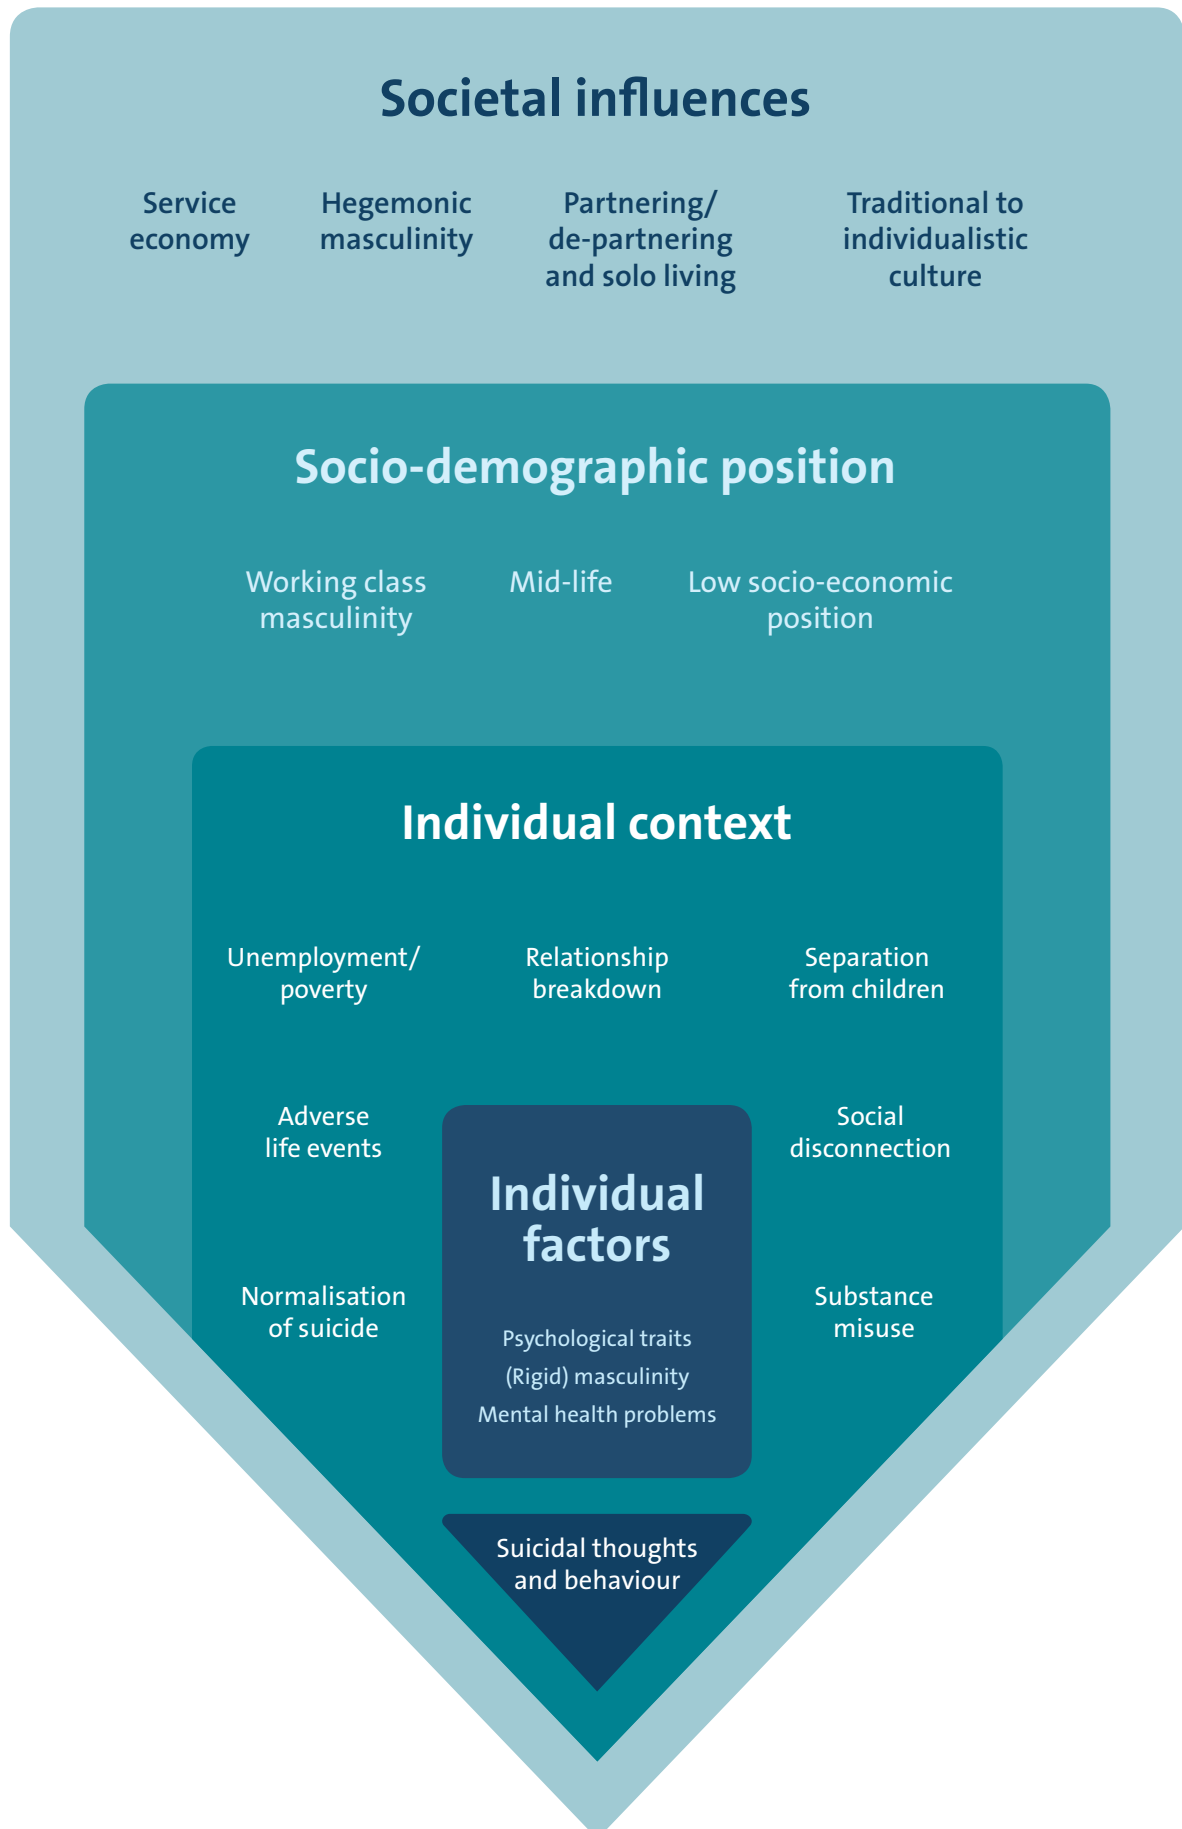 Societal influences
Service
economy
Hegemonic
masculinity
Partnering/
de-partnering
and solo living
Traditional to
individualistic
culture
Socio-demographic position
Working class
masculinity
Mid-life
Low socio-economic
position
Individual context
Unemployment/
poverty
Relationship
breakdown
Separation
from children
Adverse
life events
Social
disconnection
Individual
factors
Normalisation
of suicide
Substance
misuse
Psychological traits
(Rigid) masculinity
Mental health problems
Suicidal thoughts
and behaviour